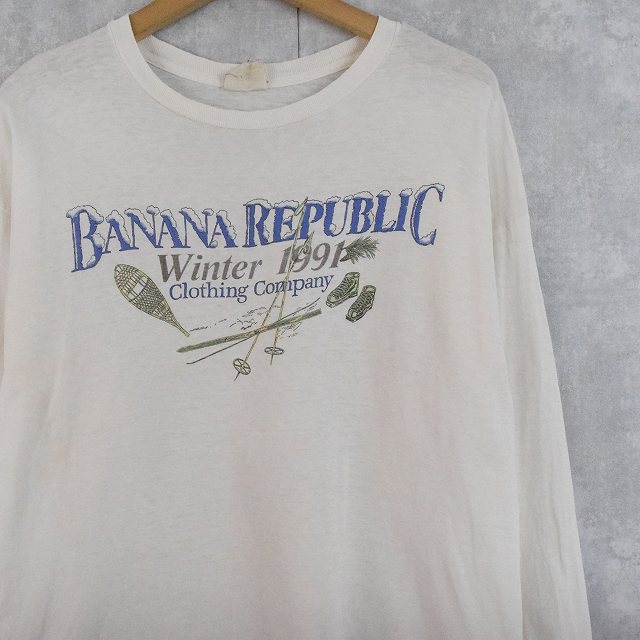 BANANA REPUBLIC
Winter 1991
Clothing Company